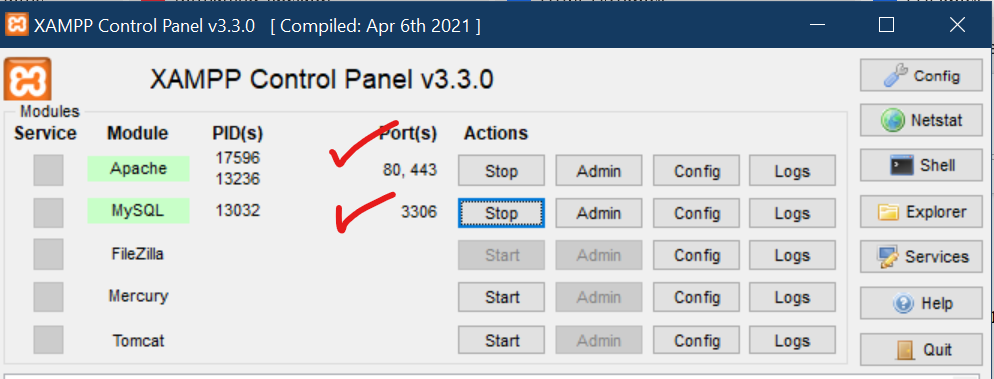 XAMPP Control Panel v3.3.0 [ Compiled: Apr 6th 2021 ]
XAMPP Control Panel v3.3.0
Modules
Service Module PID(s) Port(s) Actions
Apache 17596 13236 80, 443 Stop Admin Config Logs
MySQL 13032 3306 Stop Admin Config Logs
FileZilla Start Admin Config Logs
Mercury Start Admin Config Logs
Tomcat Start Admin Config Logs
Config
Netstat
Shell
Explorer
Services
Help
Quit